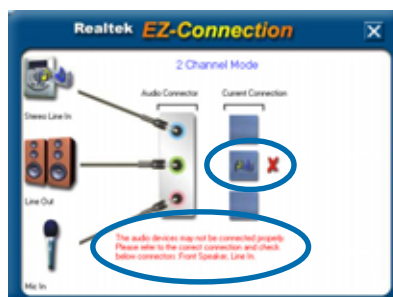 Realtek EZ-Connection
X
2 Channel Mode
Audio Connector
Current Connection
Stereo Line In
Line Out
Mic In
The audio devices may not be connected properly.
Please refer to the correct connection and check
below connectors :Front Speaker, Line In.